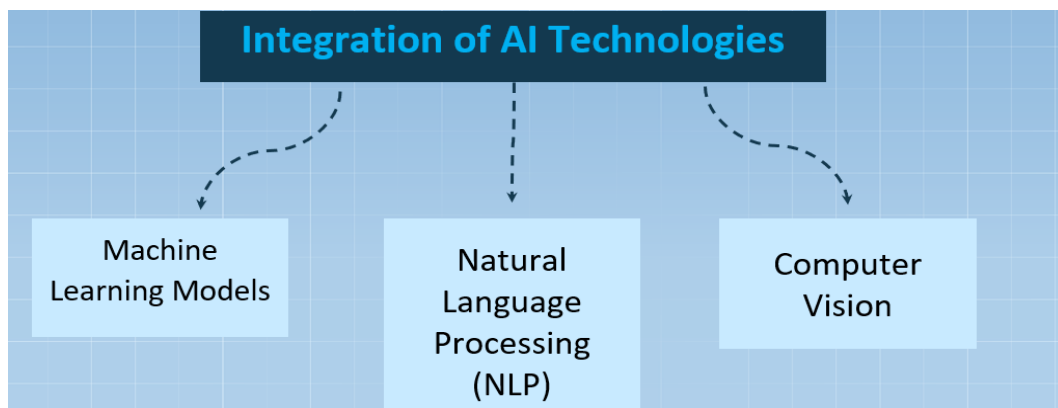 Integration of AI Technologies
Machine
Learning Models
Natural
Language
Processing
(NLP)
Computer
Vision